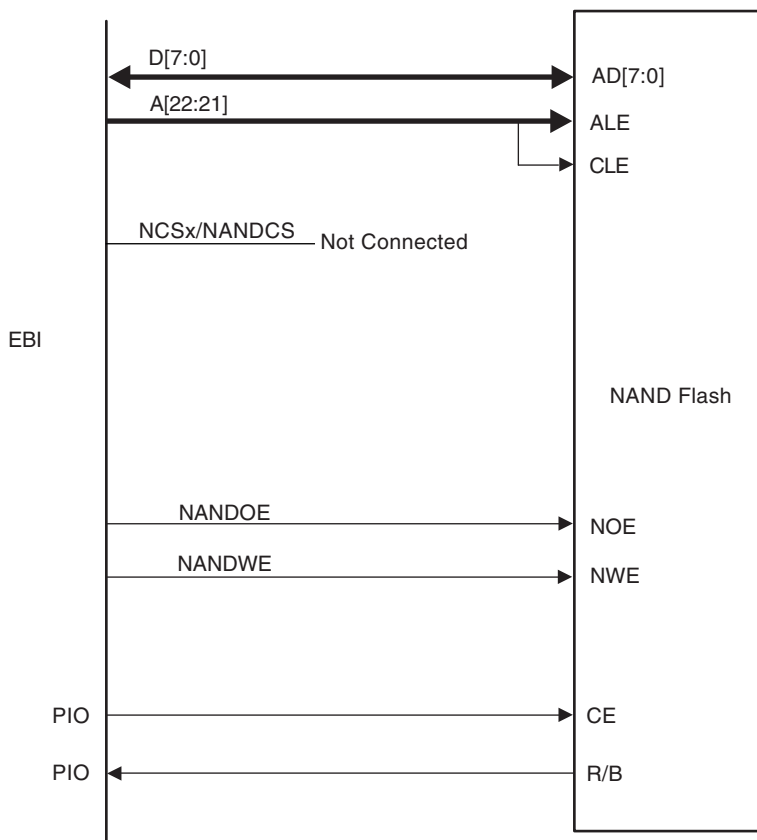 D[7:0]
AD[7:0]
A[22:21]
ALE
CLE
NCSx/NANDCS
Not Connected
EBI
NAND Flash
NANDOE
NOE
NANDWE
NWE
PIO
CE
PIO
R/B